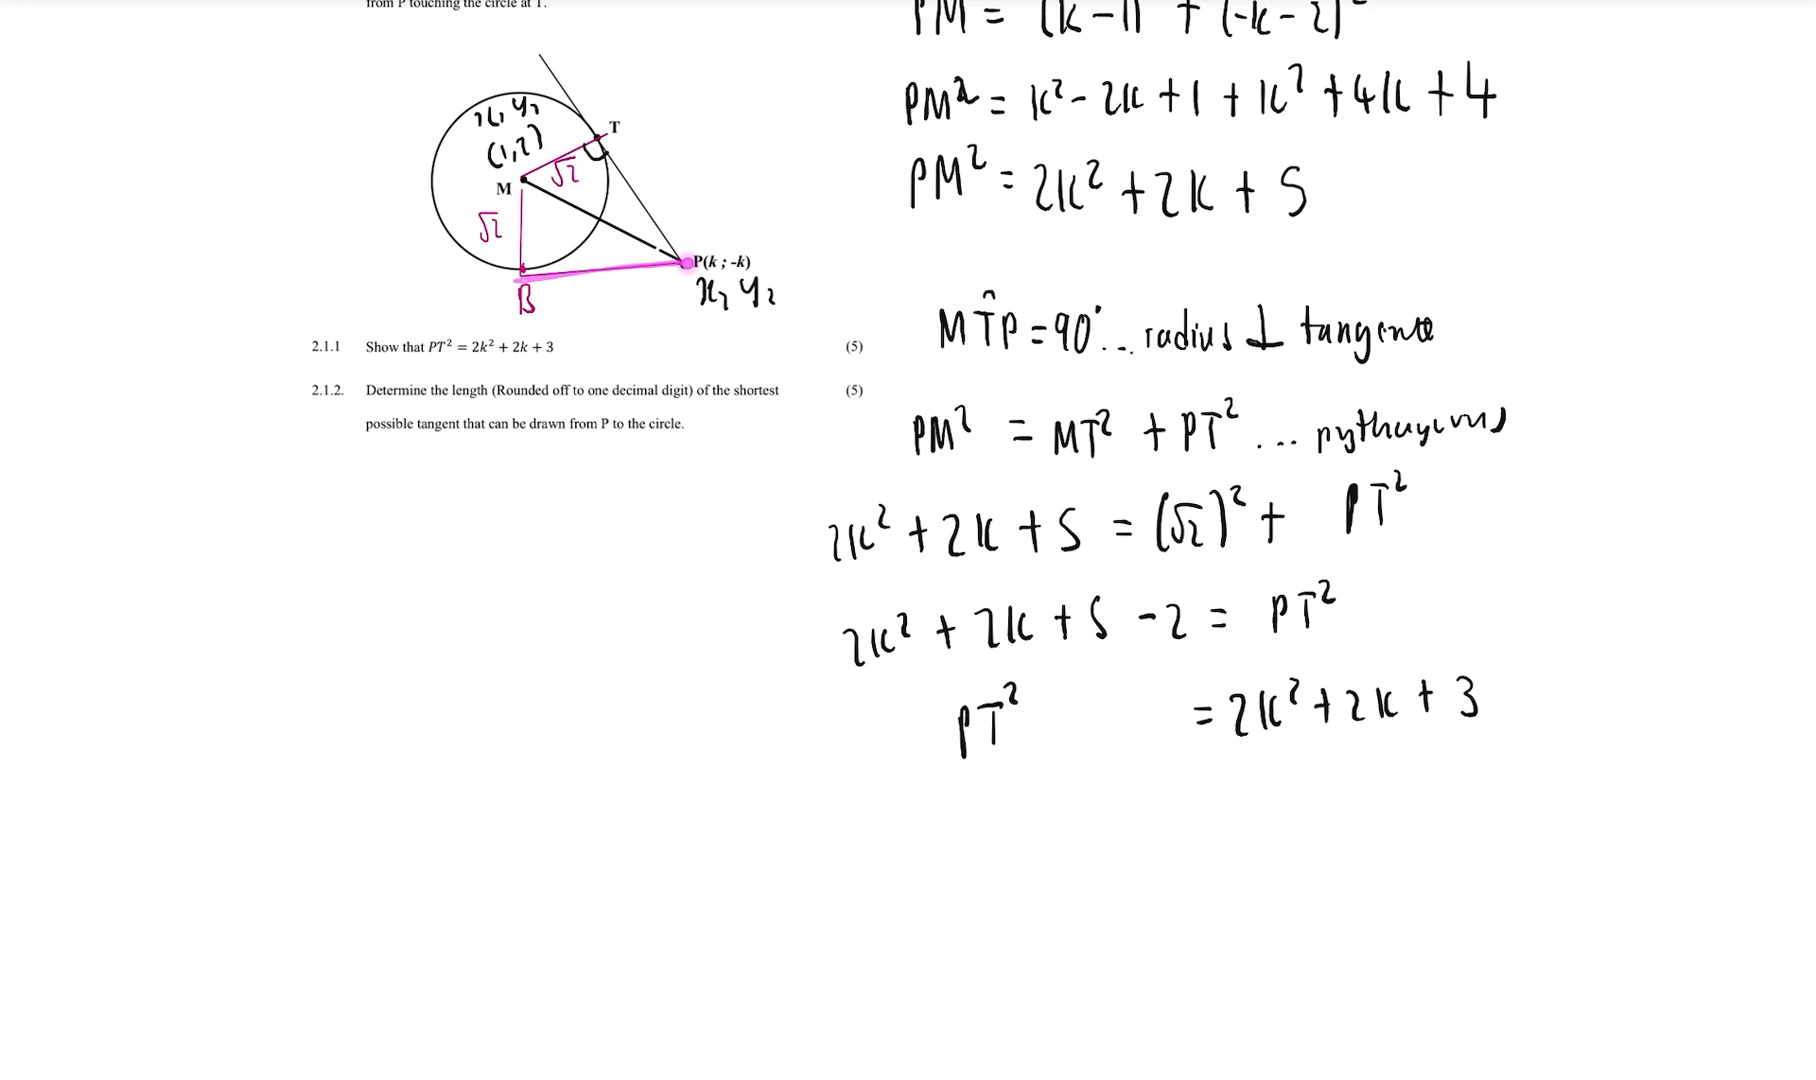 from P touching the circle at T.
x₁ y₁
(1,2)
T
√2
M
√2
P(k ; -k)
x₂ y₂
B
2.1.1 Show that PT² = 2k² + 2k + 3 (5)
2.1.2. Determine the length (Rounded off to one decimal digit) of the shortest (5)
possible tangent that can be drawn from P to the circle.
PM = (k-1) + (-k-2)²
PM² = k² - 2k + 1 + k² + 4k + 4
PM² = 2k² + 2k + 5
MT̂P = 90° ... radius ⊥ tangent
PM² = MT² + PT² ... pythagoras
2k² + 2k + 5 = (√2)² + PT²
2k² + 2k + 5 - 2 = PT²
PT² = 2k² + 2k + 3